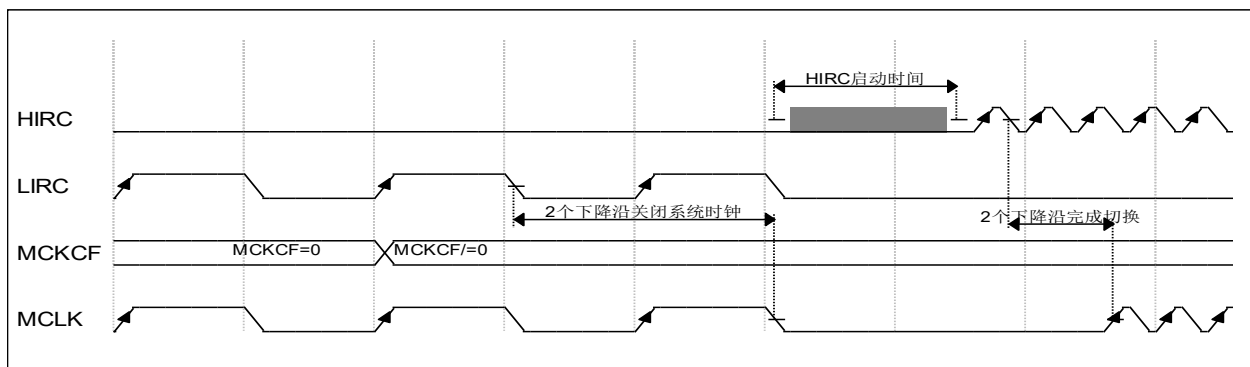 HIRC启动时间
HIRC
LIRC
2个下降沿关闭系统时钟
2个下降沿完成切换
MCKCF
MCKCF=0
MCKCF/=0
MCLK